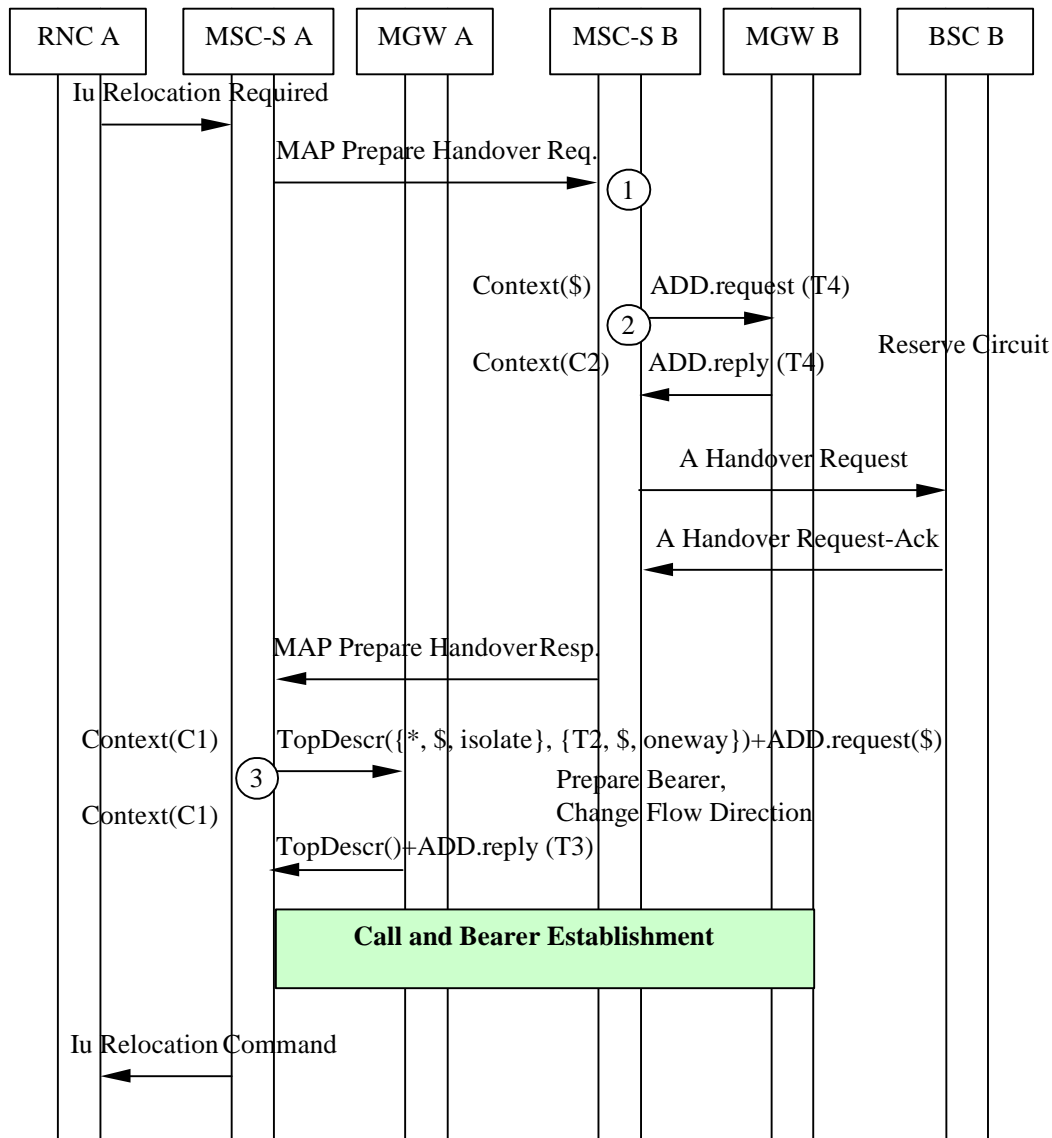 RNC A
MSC-S A
MGW A
MSC-S B
MGW B
BSC B
Iu Relocation Required
MAP Prepare Handover Req.
1
Context($)
ADD.request (T4)
2
Reserve Circuit
Context(C2)
ADD.reply (T4)
A Handover Request
A Handover Request-Ack
MAP Prepare Handover Resp.
Context(C1)
TopDescr({*, $, isolate}, {T2, $, oneway})+ADD.request($)
3
Prepare Bearer,
Change Flow Direction
Context(C1)
TopDescr()+ADD.reply (T3)
Call and Bearer Establishment
Iu Relocation Command